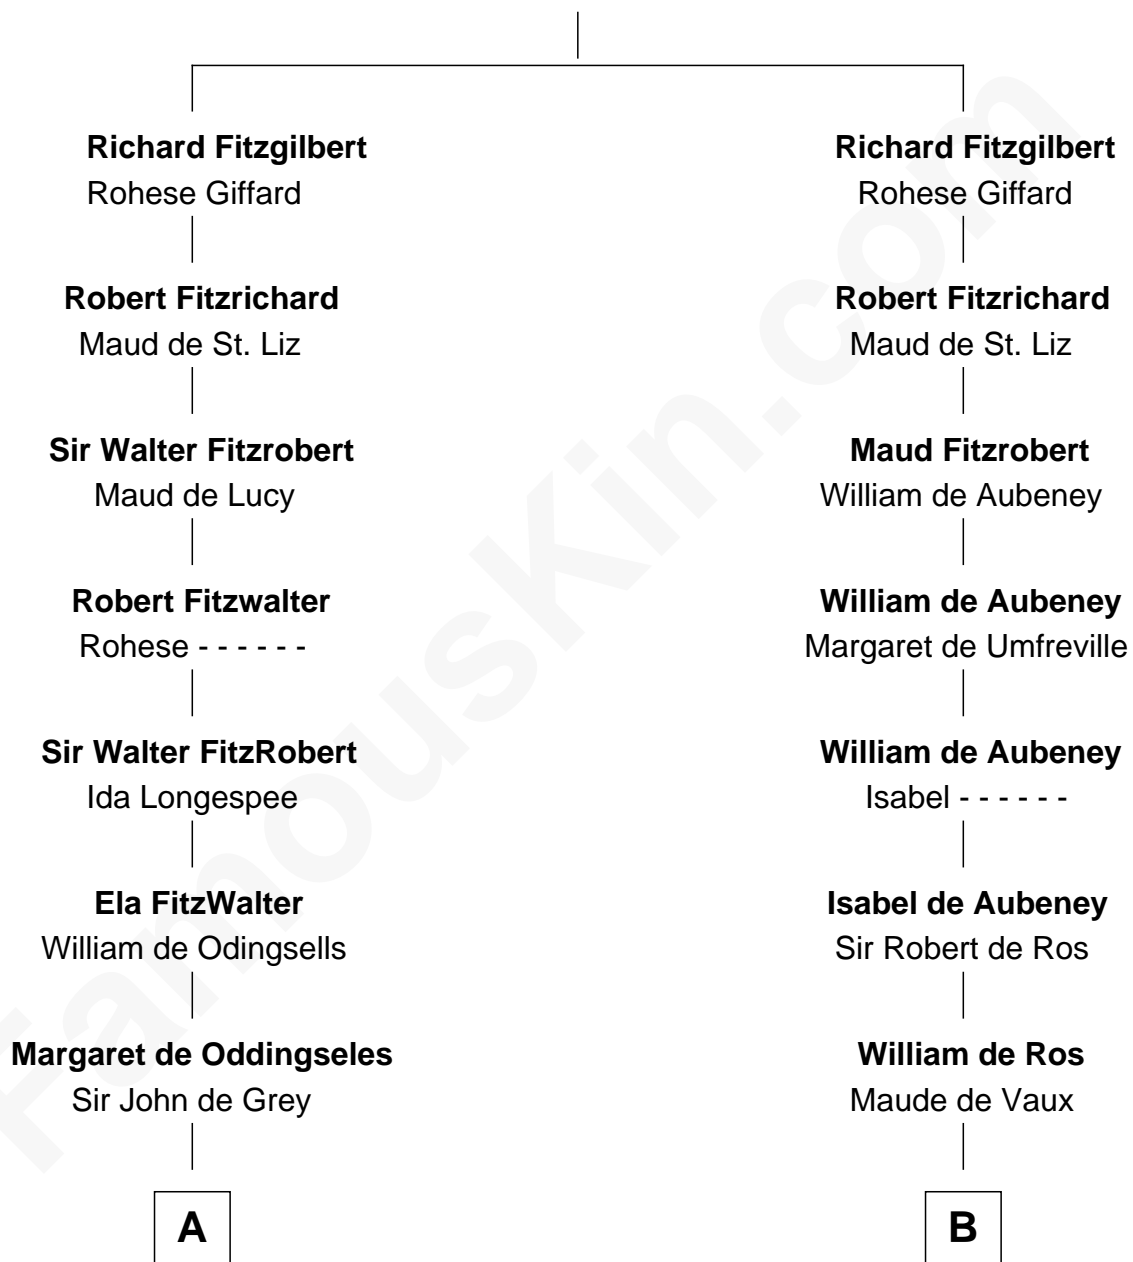 Richard Fitzgilbert
Rohese Giffard
Robert Fitzrichard
Maud de St. Liz
Sir Walter Fitzrobert
Maud de Lucy
Robert Fitzwalter
Rohese - - - - - -
Sir Walter FitzRobert
Ida Longespee
Ela FitzWalter
William de Odingsells
Margaret de Oddingseles
Sir John de Grey
A
Richard Fitzgilbert
Rohese Giffard
Robert Fitzrichard
Maud de St. Liz
Maud Fitzrobert
William de Aubeney
William de Aubeney
Margaret de Umfreville
William de Aubeney
Isabel - - - - - -
Isabel de Aubeney
Sir Robert de Ros
William de Ros
Maude de Vaux
B
FamousKin.com